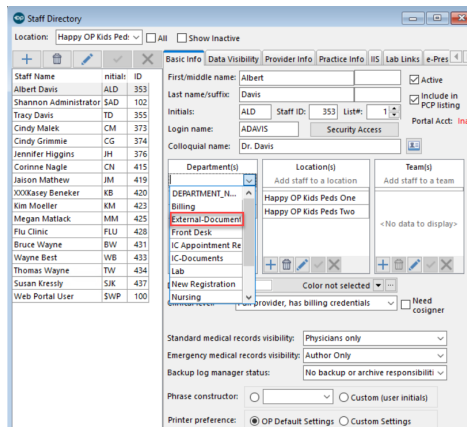 Staff Directory
Location: Happy OP Kids Ped: All Show Inactive
Basic Info Data Visibility Provider Info Practice Info IIS Lab Links e-Pres
Staff Name Initials ID
Albert Davis ALD 353
Shannon Administrator SAD 102
Tracy Davis TD 355
Cindy Malek CM 373
Cindy Grimmie CG 374
Jennifer Higgins JH 376
Corinne Nagle CN 415
Jaison Mathew JM 419
XXXKasey Beneker KB 420
Kim Moeller KM 423
Megan Matlack MM 425
Flu Clinic FLU 428
Bruce Wayne BW 431
Wayne Best WB 433
Thomas Wayne TW 434
Susan Kressly SJK 437
Web Portal User $WP 100
First/middle name: Albert
Last name/suffix: Davis
Initials: ALD Staff ID: 353 List#: 1
Login name: ADAVIS Security Access
Colloquial name: Dr. Davis
Active
Include in
PCP listing
Portal Acct: Ina
Department(s)
DEPARTMENT_N...
Billing
External-Document
Front Desk
IC Appointment Re
IC-Documents
Lab
New Registration
Nursing
Location(s)
Add staff to a location
Happy OP Kids Peds One
Happy OP Kids Peds Two
Team(s)
Add staff to a team
<No data to display>
Color not selected
provider, has billing credentials
Need
cosigner
Standard medical records visibility: Physicians only
Emergency medical records visibility: Author Only
Backup log manager
status:
No backup or archive responsibiliti
Phrase constructor: Custom (user initials)
Printer preference: OP Default Settings Custom Settings